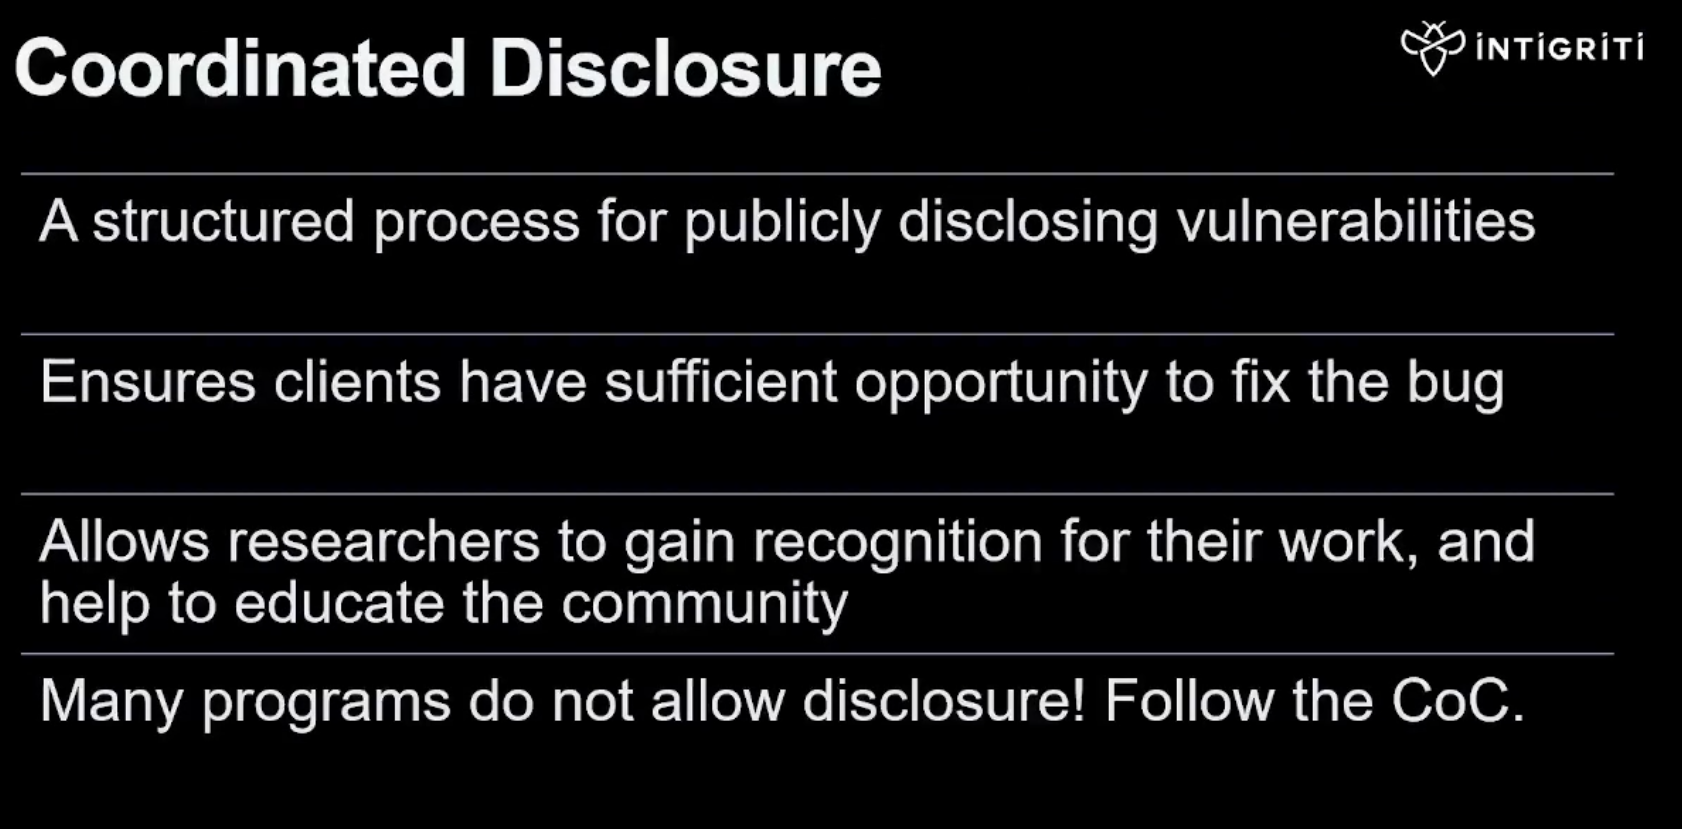 Coordinated Disclosure
INTIGRITI
A structured process for publicly disclosing vulnerabilities
Ensures clients have sufficient opportunity to fix the bug
Allows researchers to gain recognition for their work, and
help to educate the community
Many programs do not allow disclosure! Follow the CoC.